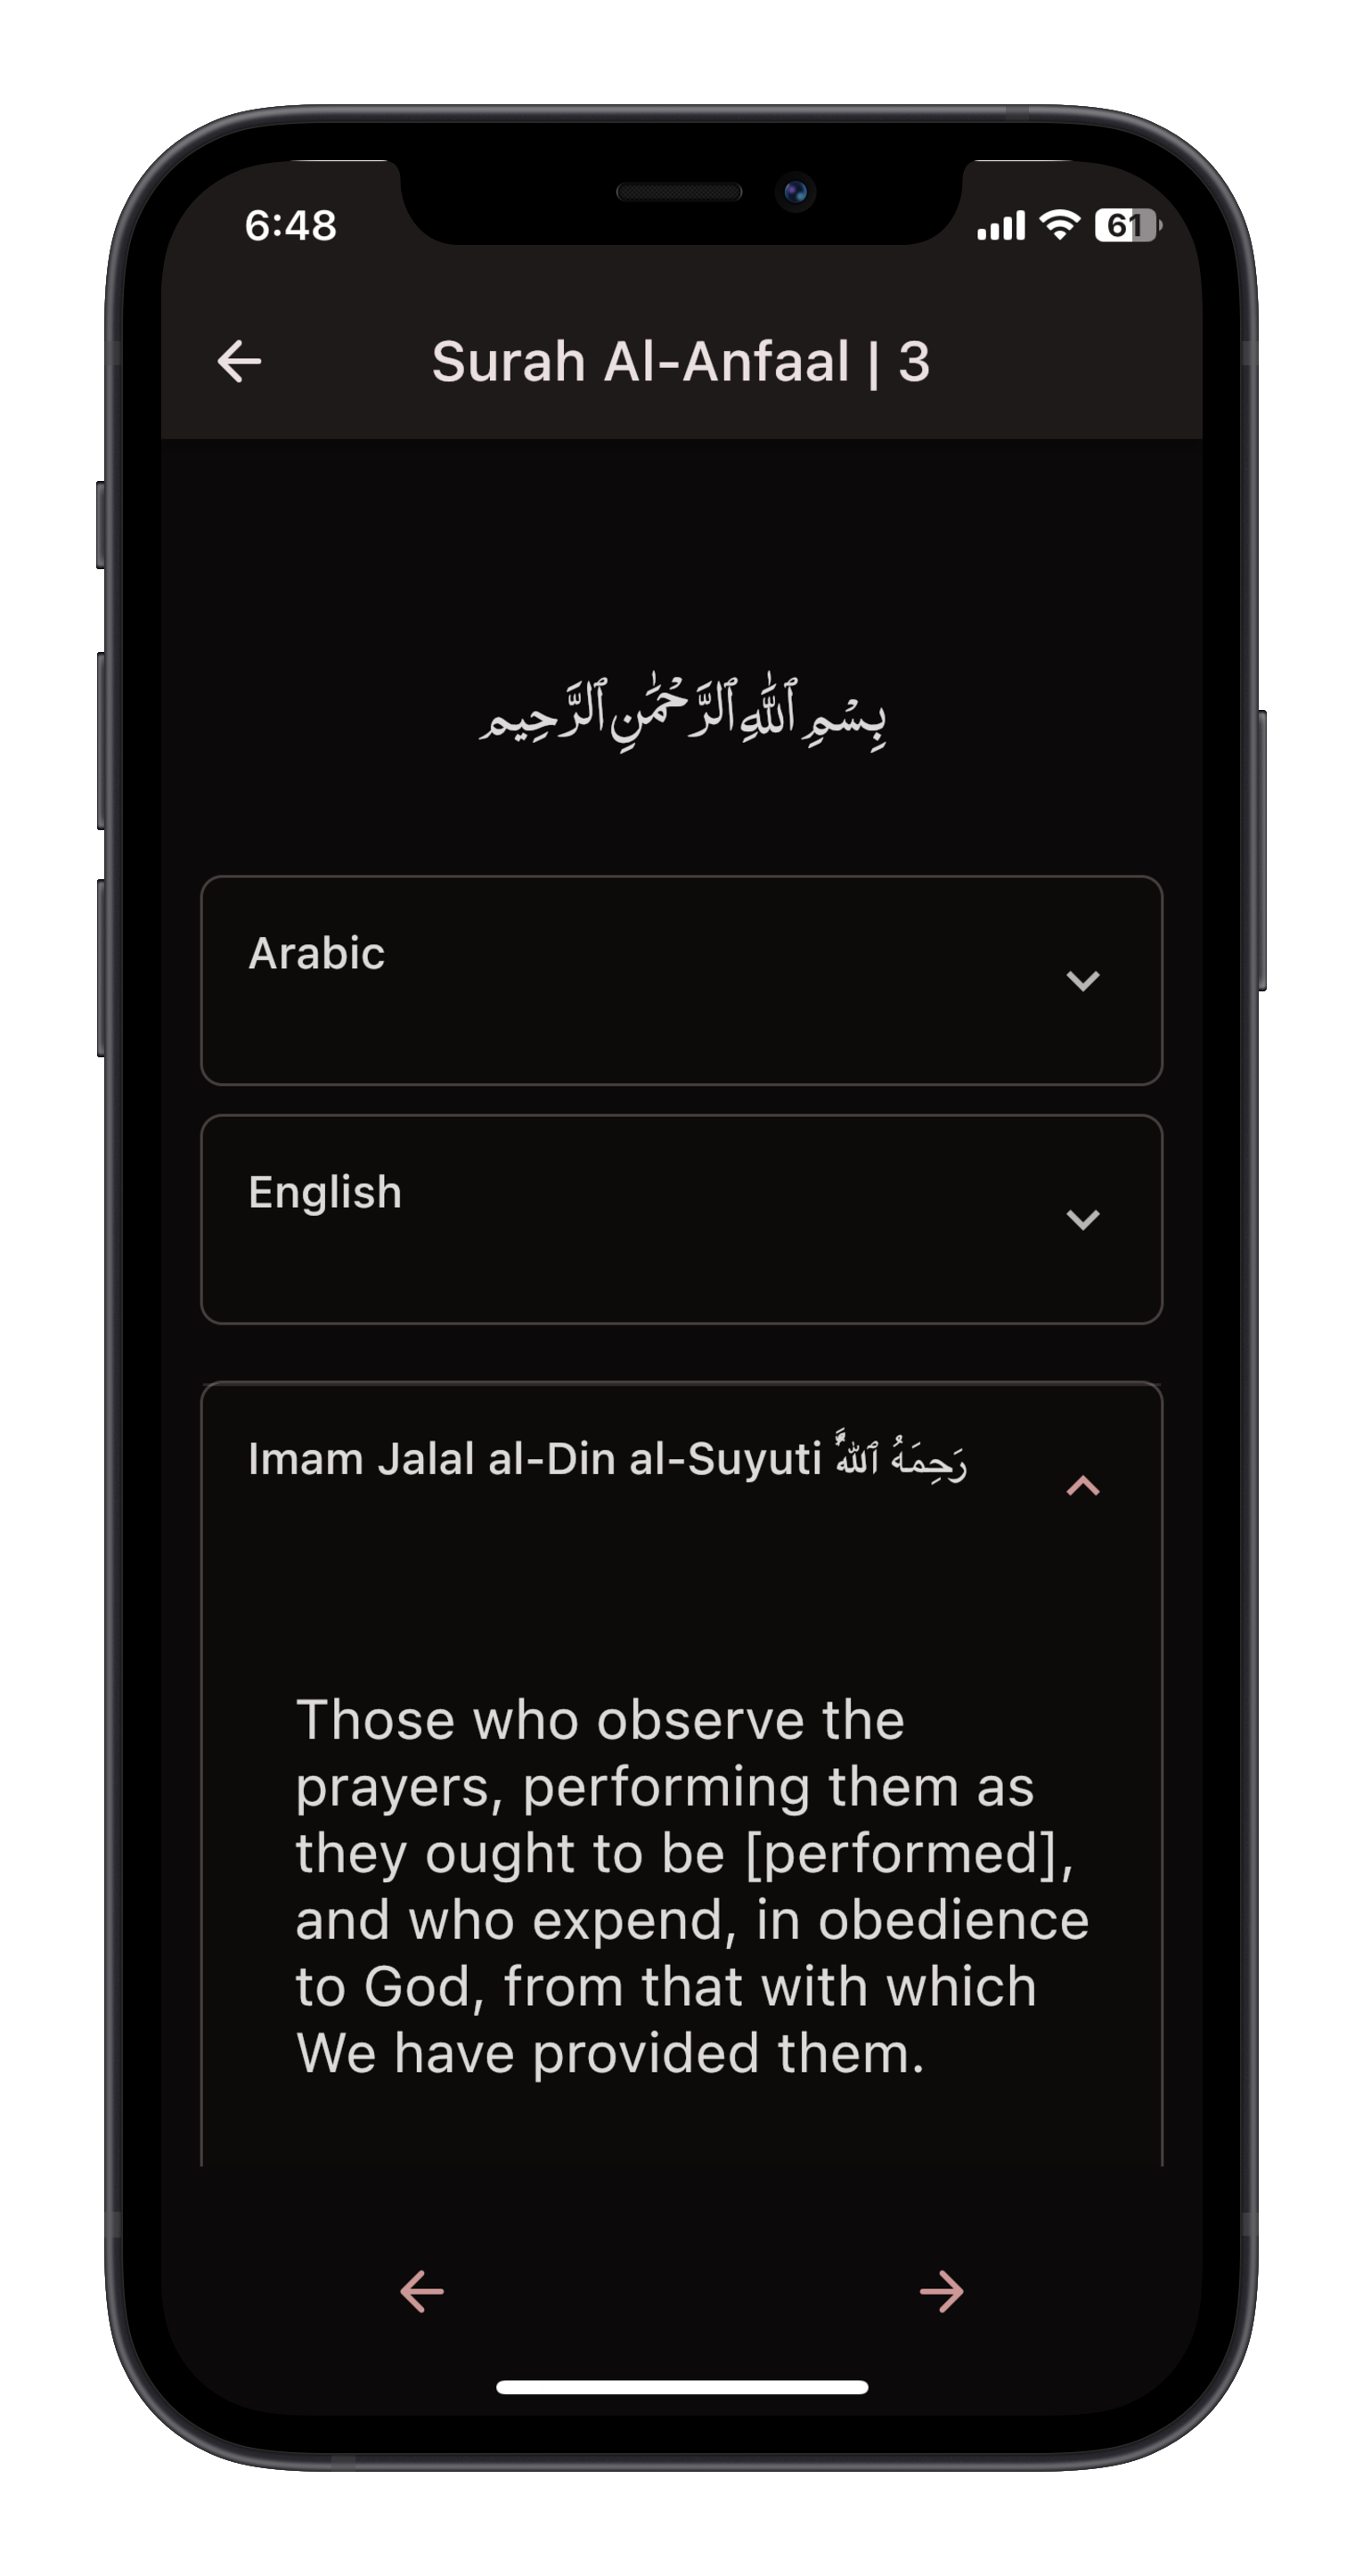 6:48
61
Surah Al-Anfaal | 3
بِسْمِ ٱللَّٰهِ ٱلرَّحْمَٰنِ ٱلرَّحِيمِ
Arabic
English
Imam Jalal al-Din al-Suyuti رَحِمَهُ ٱللَّٰهُ
Those who observe the
prayers, performing them as
they ought to be [performed],
and who expend, in obedience
to God, from that with which
We have provided them.